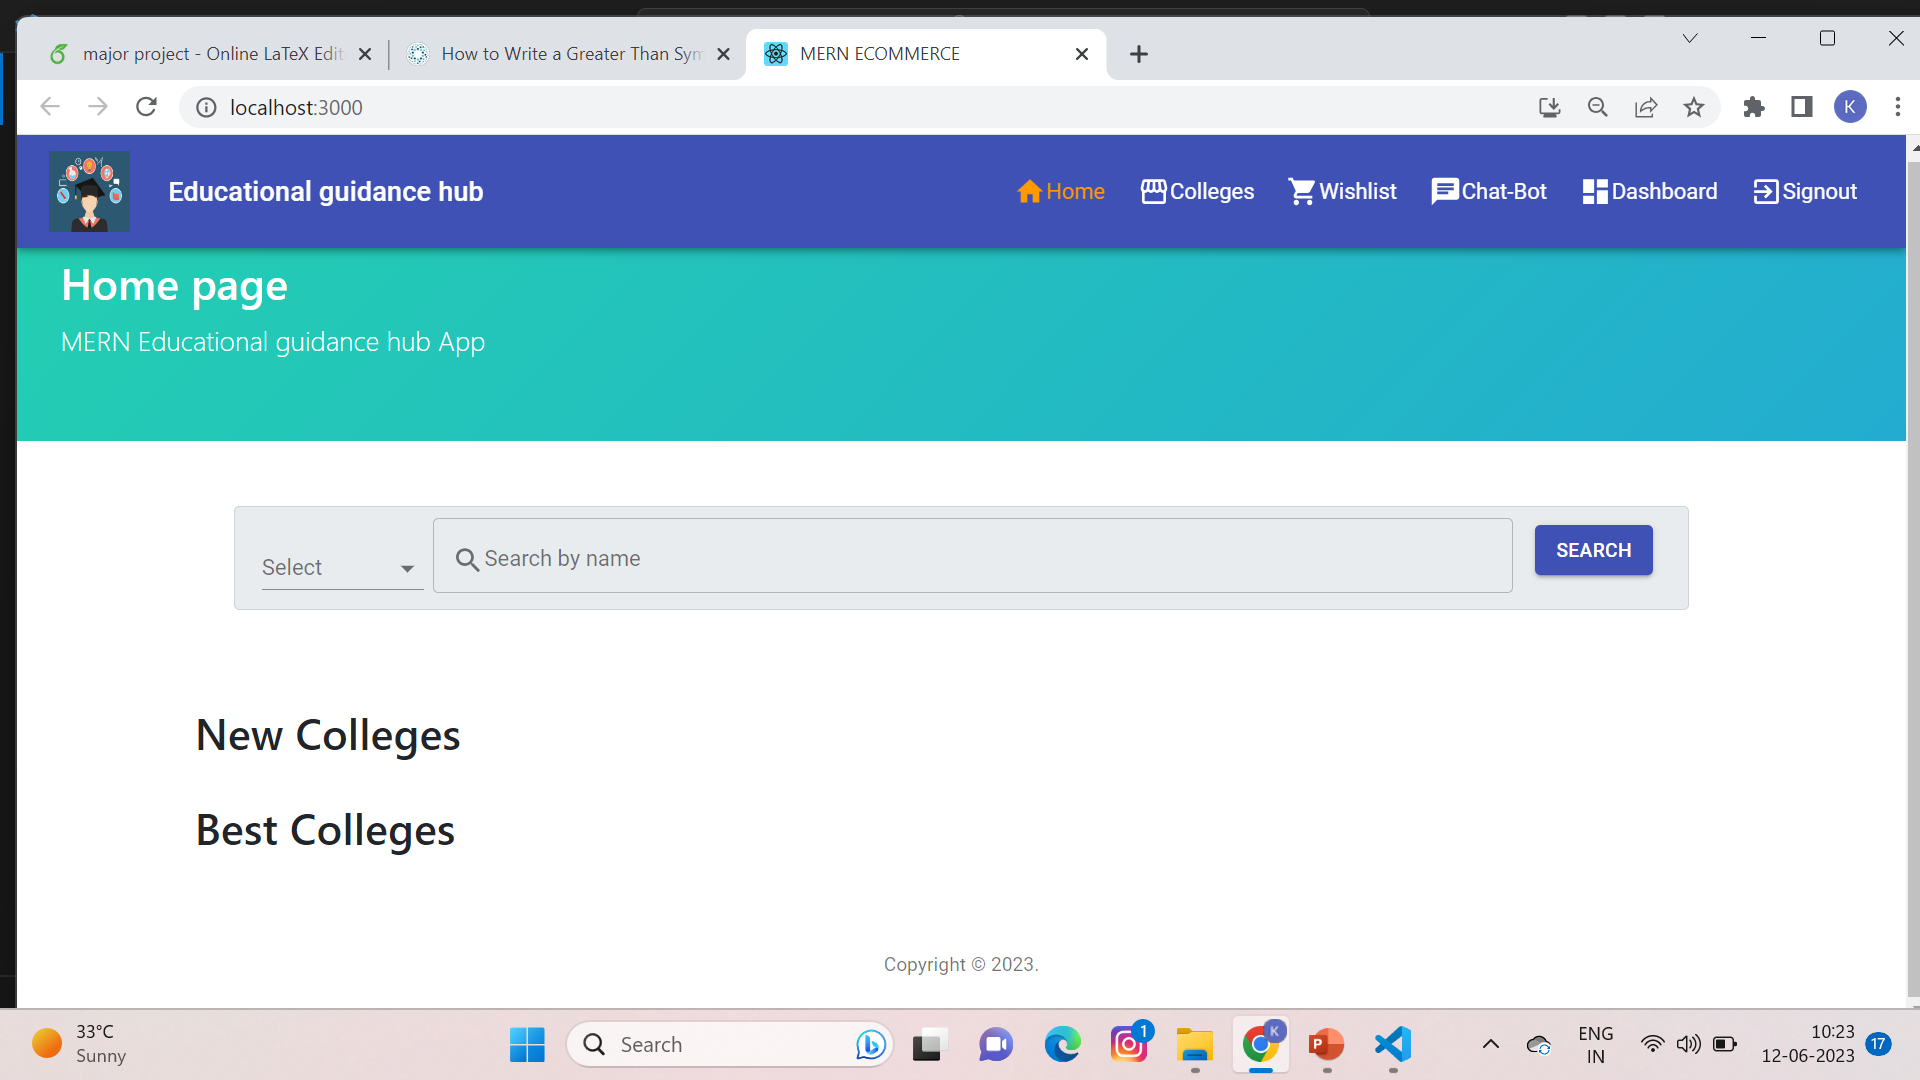 major project - Online LaTeX Edit
How to Write a Greater Than Sym
MERN ECOMMERCE
localhost:3000
K
Educational guidance hub
Home
Colleges
Wishlist
Chat-Bot
Dashboard
Signout
Home page
MERN Educational guidance hub App
Select
Search by name
SEARCH
New Colleges
Best Colleges
Copyright © 2023.
33°C
Sunny
Search
1
K
P
ENG
IN
10:23
12-06-2023
17